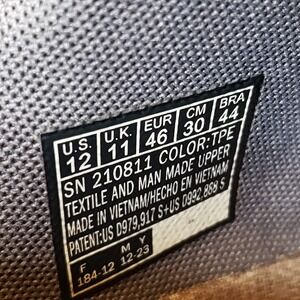 U.S. U.K. EUR CM BRA
12 11 46 30 44
SN 210811 COLOR:TPE
TEXTILE AND MAN MADE UPPER
MADE IN VIETNAM/HECHO EN VIETNAM
PATENT:US D979,917 S+US D992,868 S
F M Y
184-12 12-23